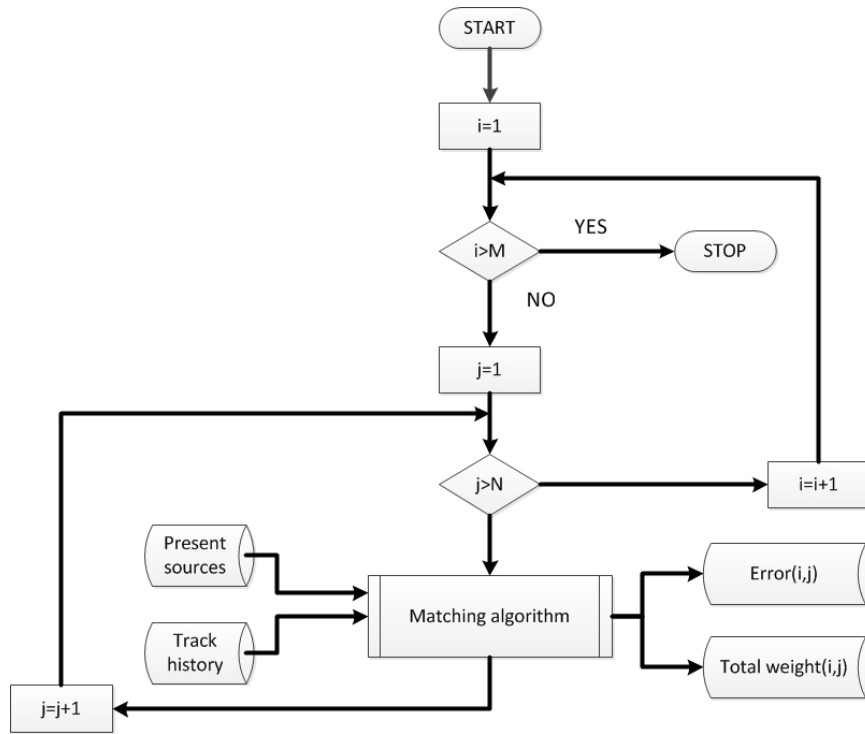 START
i=1
i>M
YES
STOP
NO
j=1
j>N
i=i+1
Present
sources
Track
history
Matching algorithm
Error(i,j)
Total weight(i,j)
j=j+1